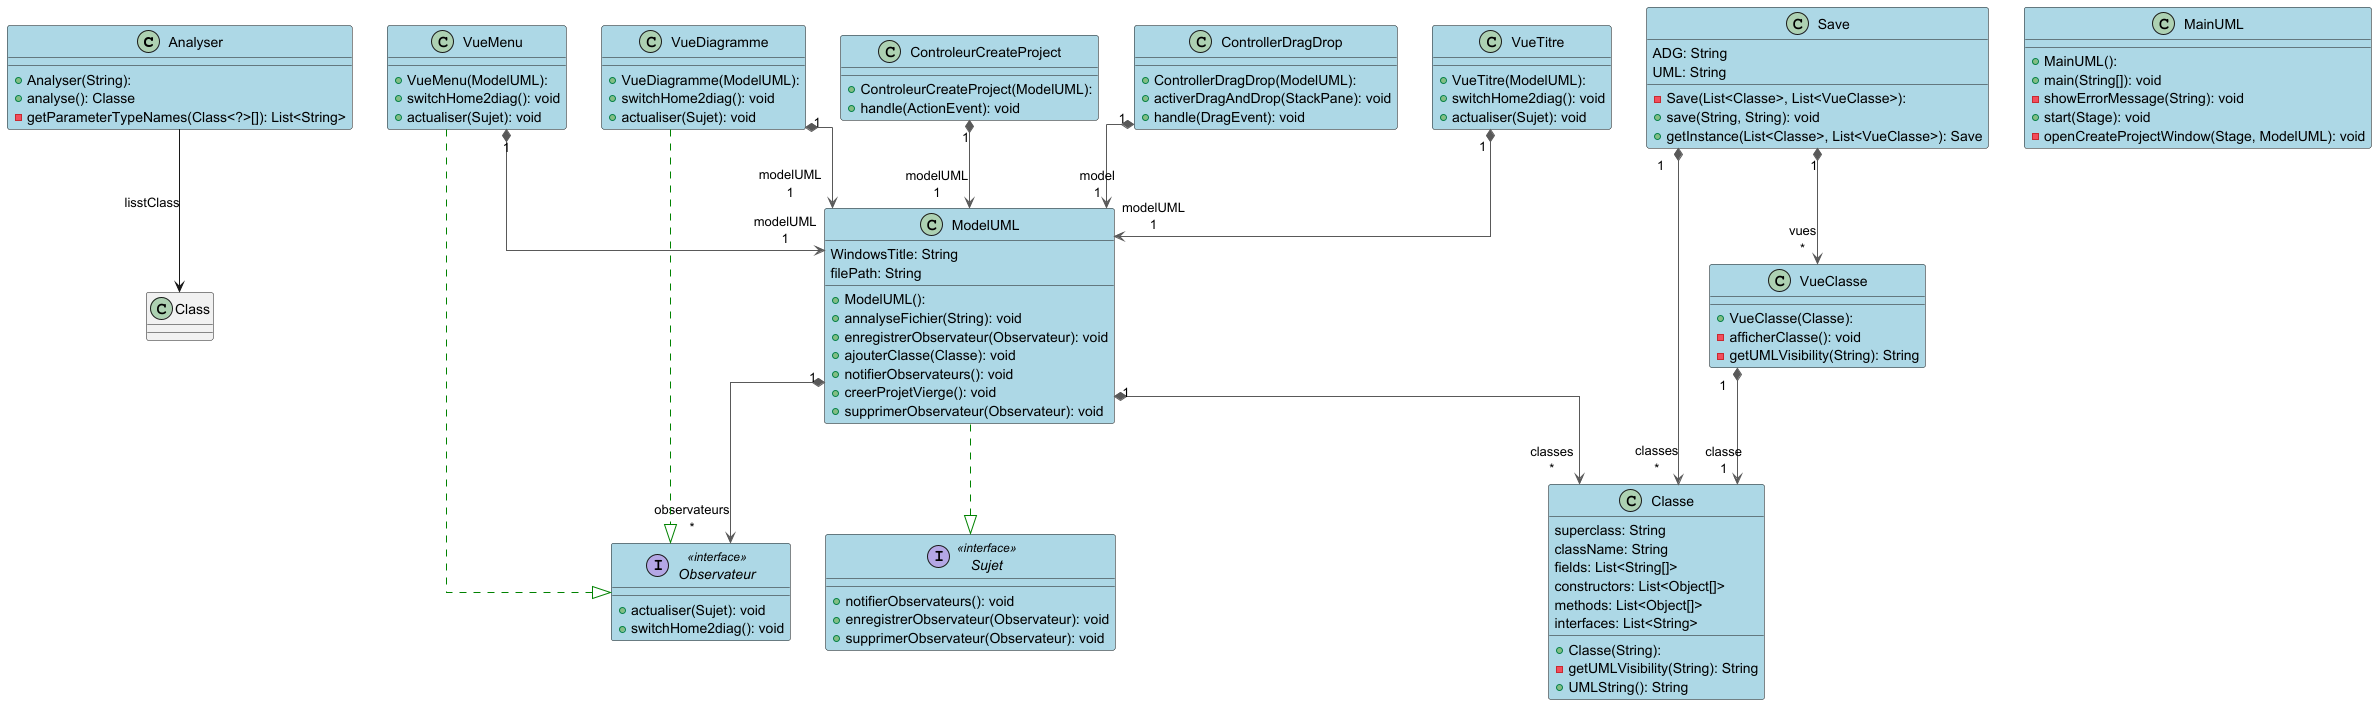 C Analyser
Analyser(String):
analyse(): Classe
getParameterTypeNames(Class<?>[]): List<String>
C VueMenu
VueMenu(ModelUML):
switchHome2diag(): void
actualiser(Sujet): void
C VueDiagramme
VueDiagramme(ModelUML):
switchHome2diag(): void
actualiser(Sujet): void
C ControleurCreateProject
ControleurCreateProject(ModelUML):
handle(ActionEvent): void
C ControllerDragDrop
ControllerDragDrop(ModelUML):
activerDragAndDrop(StackPane): void
handle(DragEvent): void
C VueTitre
VueTitre(ModelUML):
switchHome2diag(): void
actualiser(Sujet): void
C Save
ADG: String
UML: String
Save(List<Classe>, List<VueClasse>):
save(String, String): void
getInstance(List<Classe>, List<VueClasse>): Save
C MainUML
MainUML():
main(String[]): void
showErrorMessage(String): void
start(Stage): void
openCreateProjectWindow(Stage, ModelUML): void
1
1
1
1
1
1
1
lisstClass
modelUML
1
modelUML
1
modelUML
1
model
1
modelUML
1
vues
*
C Class
C ModelUML
WindowsTitle: String
filePath: String
ModelUML():
annalyseFichier(String): void
enregistrerObservateur(Observateur): void
ajouterClasse(Classe): void
notifierObservateurs(): void
creerProjetVierge(): void
supprimerObservateur(Observateur): void
C VueClasse
VueClasse(Classe):
afficherClasse(): void
getUMLVisibility(String): String
1
1
1
observateurs
*
classes
*
classes
*
classe
1
I «interface»
Observateur
actualiser(Sujet): void
switchHome2diag(): void
I «interface»
Sujet
notifierObservateurs(): void
enregistrerObservateur(Observateur): void
supprimerObservateur(Observateur): void
C Classe
superclass: String
className: String
fields: List<String[]>
constructors: List<Object[]>
methods: List<Object[]>
interfaces: List<String>
Classe(String):
getUMLVisibility(String): String
UMLString(): String